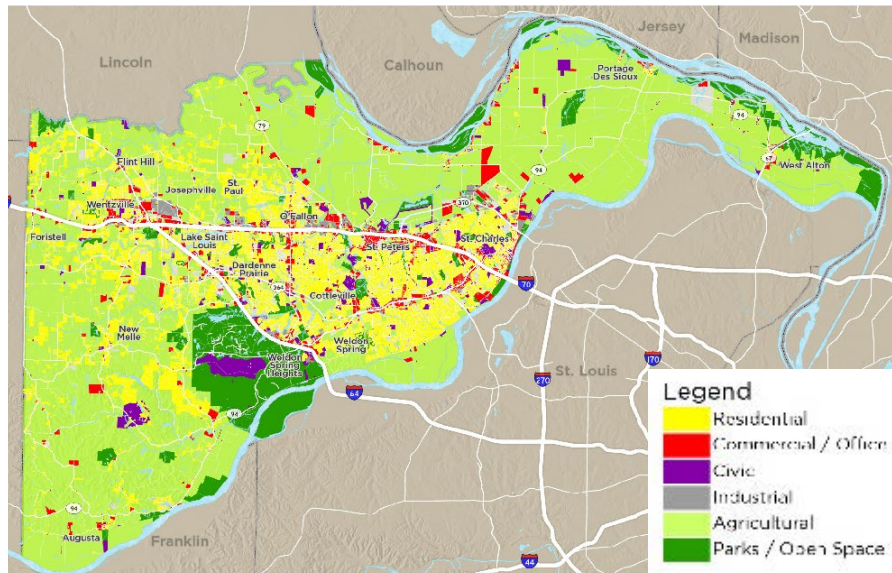 Jersey
Madison
Lincoln
Calhoun
Portage
Des Sioux
79
94
67
West Alton
Flint Hill
St.
Paul
Josephville
94
370
Wentzville
O'Fallon
Foristell
Lake Saint
Louis
St. Peters
St. Charles
Dardenne
Prairie
364
70
Cottleville
New
Melle
Weldon
Spring
Weldon
Spring
Heights
170
St. Louis
270
64
94
94
Augusta
Franklin
44
Legend
Residential
Commercial / Office
Civic
Industrial
Agricultural
Parks / Open Space